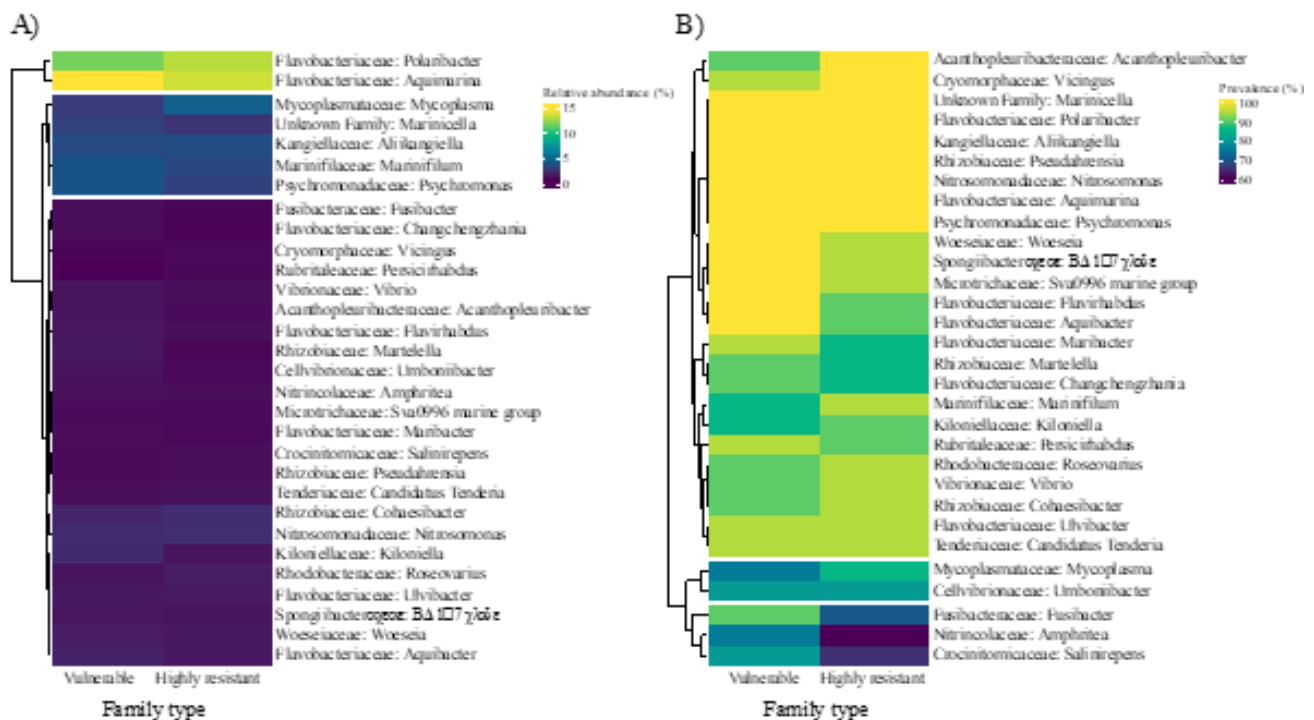 A)
Flavobacteriaceae: Polaribacter
Flavobacteriaceae: Aquimarina
Mycoplasmataceae: Mycoplasma
Unknown Family: Marinicella
Kangiellaceae: Aliikangiella
Marinifilaceae: Marinifilum
Psychromonadaceae: Psychromonas
Fusibacteraceae: Fusibacter
Flavobacteriaceae: Changchengzhania
Cryomorphaceae: Vicingus
Rubritaleaceae: Persicirhabdus
Vibrionaceae: Vibrio
Acanthopleuribacteraceae: Acanthopleuribacter
Flavobacteriaceae: Flavirhabdus
Rhizobiaceae: Martelella
Cellvibrionaceae: Umboniibacter
Nitrincolaceae: Amphritea
Microtrichaceae: Sva0996 marine group
Flavobacteriaceae: Maribacter
Crocinitomicaceae: Salinirepens
Rhizobiaceae: Pseudahrensia
Tenderiaceae: Candidatus Tenderia
Rhizobiaceae: Cohaesibacter
Nitrosomonadaceae: Nitrosomonas
Kiloniellaceae: Kiloniella
Rhodobacteraceae: Roseovarius
Flavobacteriaceae: Ulvibacter
Woeseiaceae: Woeseia
Flavobacteriaceae: Aquibacter
Relative abundance (%)
15
10
5
0
Vulnerable Highly resistant
Family type
B)
Acanthopleuribacteraceae: Acanthopleuribacter
Cryomorphaceae: Vicingus
Unknown Family: Marinicella
Flavobacteriaceae: Polaribacter
Kangiellaceae: Aliikangiella
Rhizobiaceae: Pseudahrensia
Nitrosomonadaceae: Nitrosomonas
Flavobacteriaceae: Aquimarina
Psychromonadaceae: Psychromonas
Woeseiaceae: Woeseia
Microtrichaceae: Sva0996 marine group
Flavobacteriaceae: Flavirhabdus
Flavobacteriaceae: Aquibacter
Flavobacteriaceae: Maribacter
Rhizobiaceae: Martelella
Flavobacteriaceae: Changchengzhania
Marinifilaceae: Marinifilum
Kiloniellaceae: Kiloniella
Rubritaleaceae: Persicirhabdus
Rhodobacteraceae: Roseovarius
Vibrionaceae: Vibrio
Rhizobiaceae: Cohaesibacter
Flavobacteriaceae: Ulvibacter
Tenderiaceae: Candidatus Tenderia
Mycoplasmataceae: Mycoplasma
Cellvibrionaceae: Umboniibacter
Fusibacteraceae: Fusibacter
Nitrincolaceae: Amphritea
Crocinitomicaceae: Salinirepens
Prevalence (%)
100
90
80
70
60
Vulnerable Highly resistant
Family type